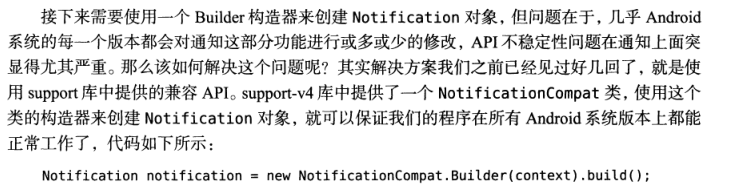 接下来需要使用一个 Builder 构造器来创建 Notification 对象，但问题在于，几乎 Android
系统的每一个版本都会对通知这部分功能进行或多或少的修改，API 不稳定性问题在通知上面突
显得尤其严重。那么该如何解决这个问题呢？其实解决方案我们之前已经见过好几回了，就是使
用 support 库中提供的兼容 API。support-v4 库中提供了一个 NotificationCompat 类，使用这个
类的构造器来创建 Notification 对象，就可以保证我们的程序在所有 Android 系统版本上都能
正常工作了，代码如下所示：
Notification notification = new NotificationCompat.Builder(context).build();